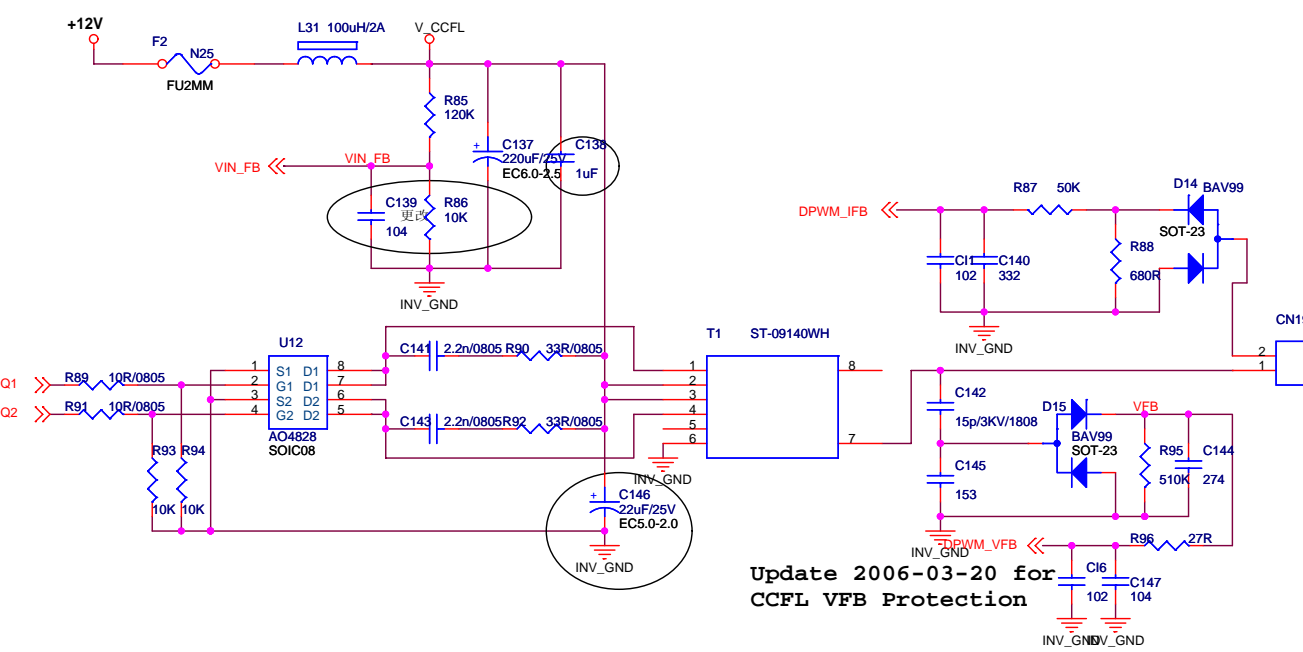 +12V
F2
N25
FU2MM
L31 100uH/2A
V_CCFL
R85
120K
C137
220uF/25V
EC6.0-2.5
C138
1uF
VIN_FB
VIN_FB
C139
更改
104
R86
10K
INV_GND
DPWM_IFB
R87 50K
D14
BAV99
SOT-23
CI1
102
C140
332
R88
680R
INV_GND
CN19
2
1
U12
1 S1 D1 8
2 G1 D1 7
3 S2 D2 6
4 G2 D2 5
AO4828
SOIC08
Q1
R89 10R/0805
Q2
R91 10R/0805
R93
10K
R94
10K
C141 2.2n/0805
R90 33R/0805
C143 2.2n/0805
R92 33R/0805
T1 ST-09140WH
1
2
3
4
5
6
8
7
INV_GND
C146
22uF/25V
EC5.0-2.0
INV_GND
C142
15p/3KV/1808
C145
153
D15
BAV99
SOT-23
VFB
R95
510K
C144
274
INV_GND
DPWM_VFB
R96 27R
CI6
102
C147
104
INV_GND
INV_GND
Update 2006-03-20 for
CCFL VFB Protection